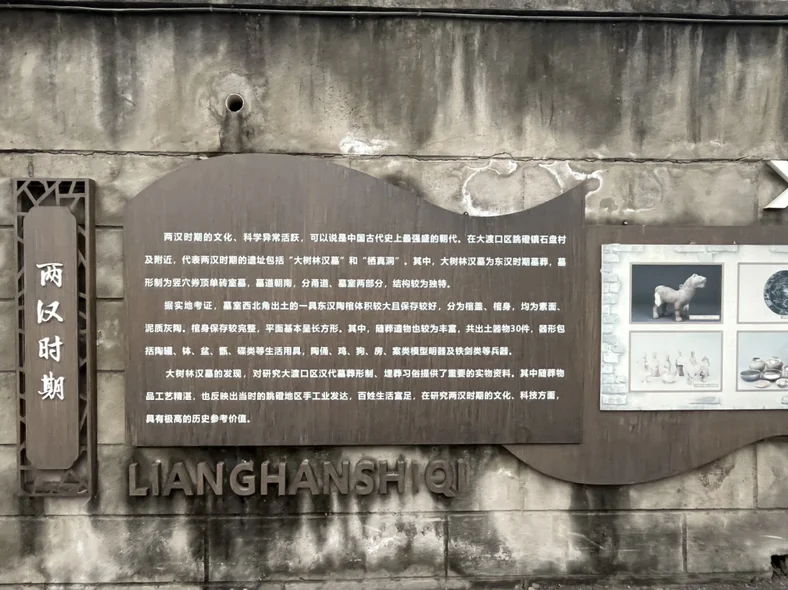 两汉时期
两汉时期的文化、科学异常活跃，可以说是中国古代史上最强盛的朝代。在大渡口区跳磴镇石盘村
及附近，代表两汉时期的遗址包括“大树林汉墓”和“栖真洞”。其中，大树林汉墓为东汉时期墓葬，墓
形制为竖穴券顶单砖室墓，墓道朝南，分甬道、墓室两部分，结构较为独特。
据实地考证，墓室西北角出土的一具东汉陶棺体积较大且保存较好，分为棺盖、棺身，均为素面、
泥质灰陶。棺身保存较完整，平面基本呈长方形。其中，随葬遗物也较为丰富，共出土器物30件，器形包
括陶罐、钵、盆、甑、碟类等生活用具，陶俑、鸡、狗、房、案类模型明器及铁剑类等兵器。
大树林汉墓的发现，对研究大渡口区汉代墓葬形制、埋葬习俗提供了重要的实物资料。其中随葬物
品工艺精湛，也反映出当时的跳磴地区手工业发达，百姓生活富足，在研究两汉时期的文化、科技方面，
具有极高的历史参考价值。
LIANGHANSHIQI